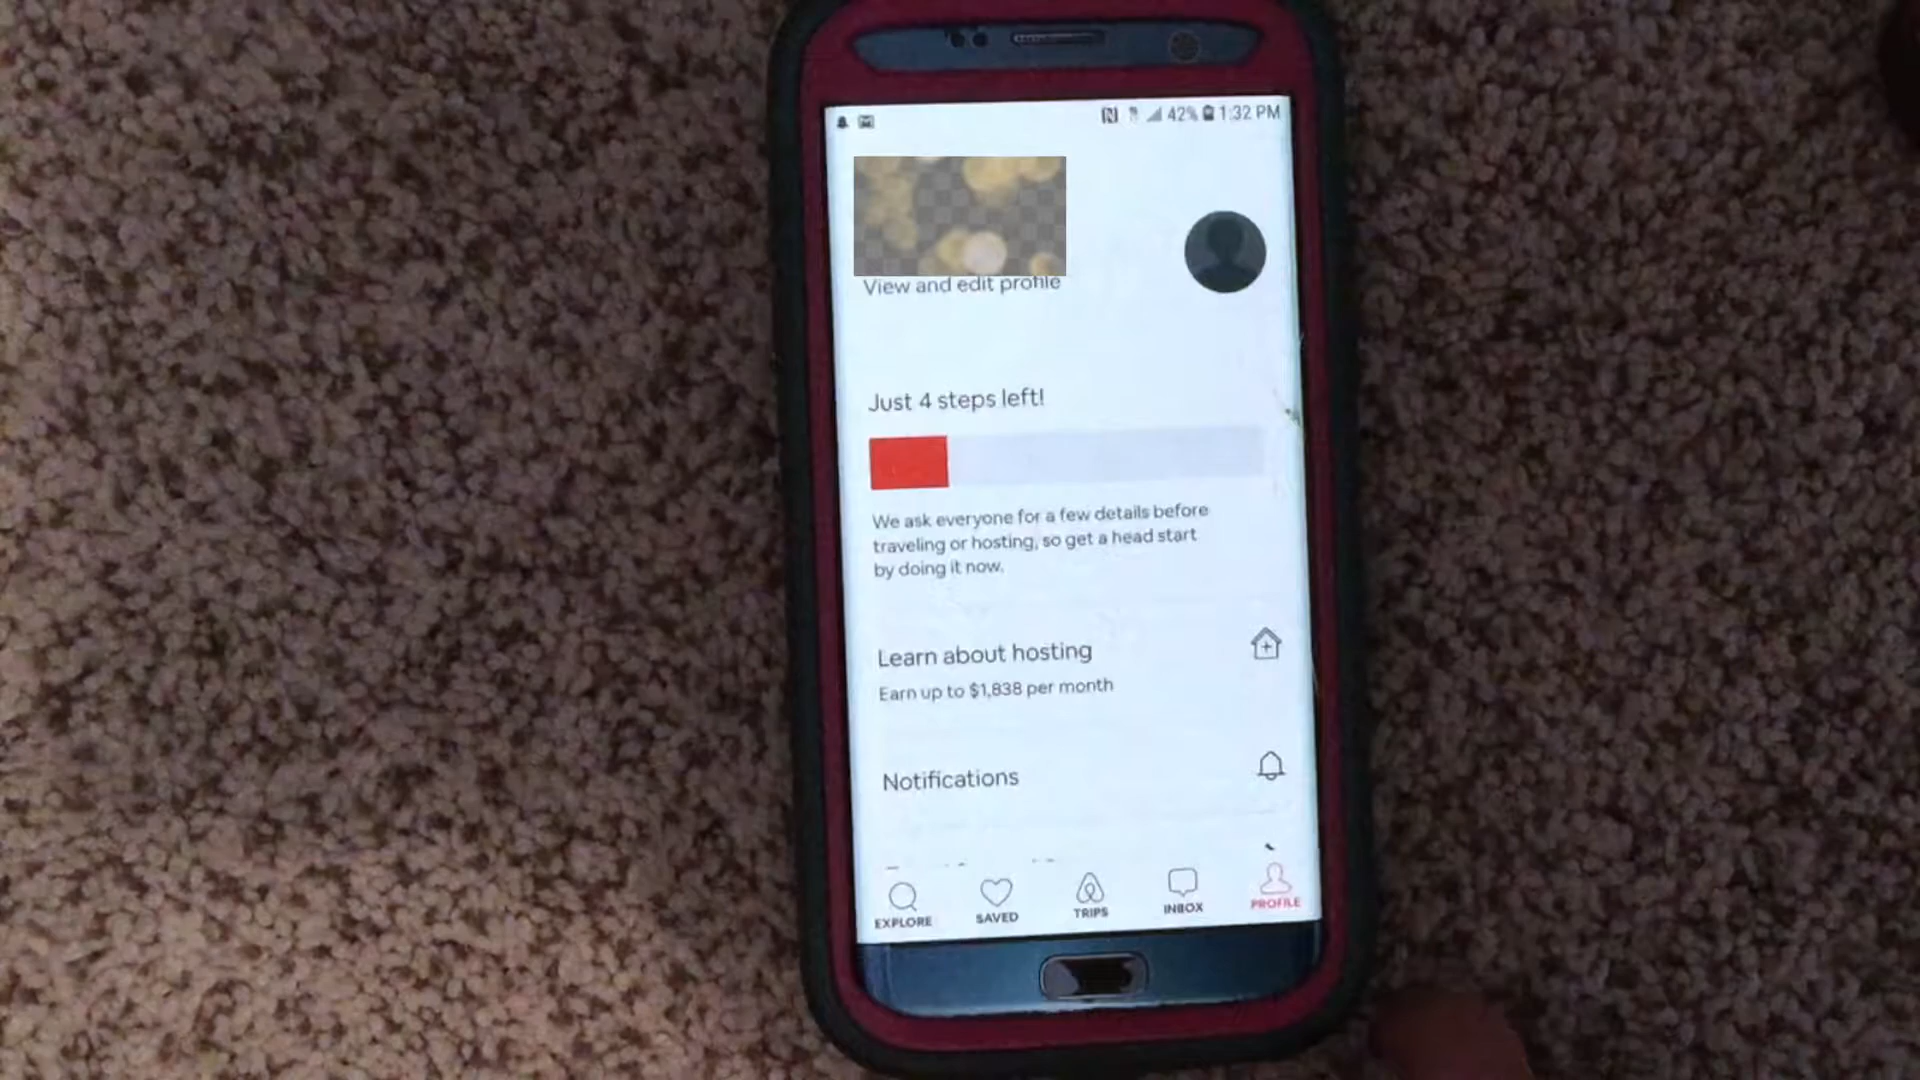 42% 1:32 PM
View and edit profile
Just 4 steps left!
We ask everyone for a few details before
traveling or hosting, so get a head start
by doing it now.
Learn about hosting
Earn up to $1,838 per month
Notifications
EXPLORE SAVED TRIPS INBOX PROFILE